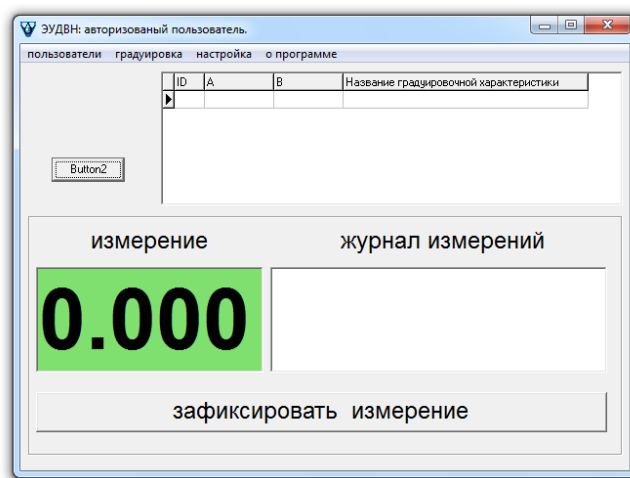 ЭУДВН: авторизованый пользователь.
пользователи градуировка настройка о программе
ID A B Название градуировочной характеристики
Button2
измерение журнал измерений
0.000
зафиксировать измерение